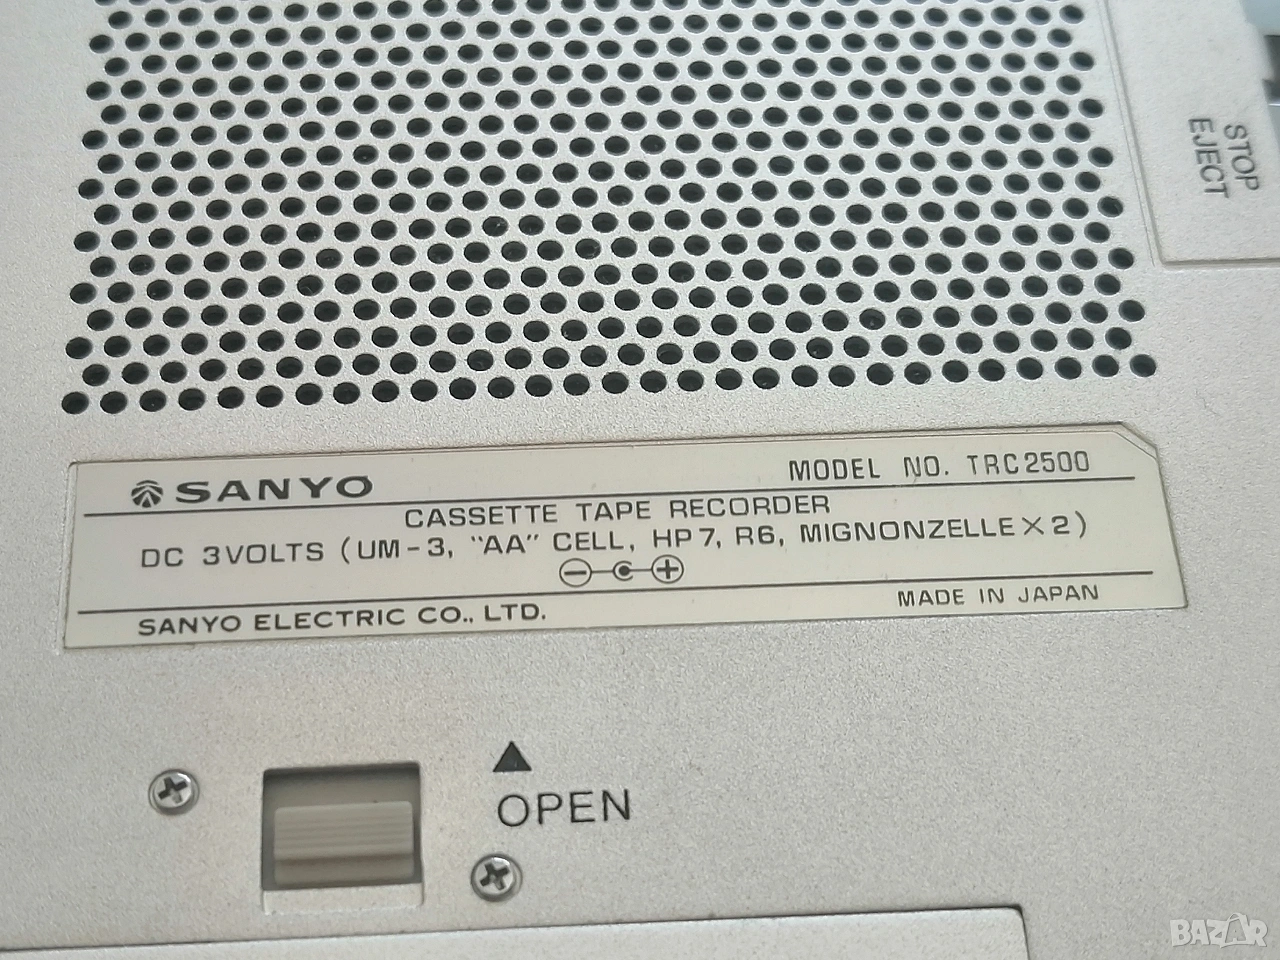 STOP
EJECT
SANYO
MODEL NO. TRC2500
CASSETTE TAPE RECORDER
DC 3VOLTS (UM-3, "AA" CELL, HP7, R6, MIGNONZELLE×2)
SANYO ELECTRIC CO., LTD.
MADE IN JAPAN
OPEN
BAZAR